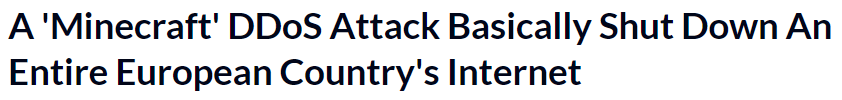 A 'Minecraft' DDoS Attack Basically Shut Down An
Entire European Country's Internet